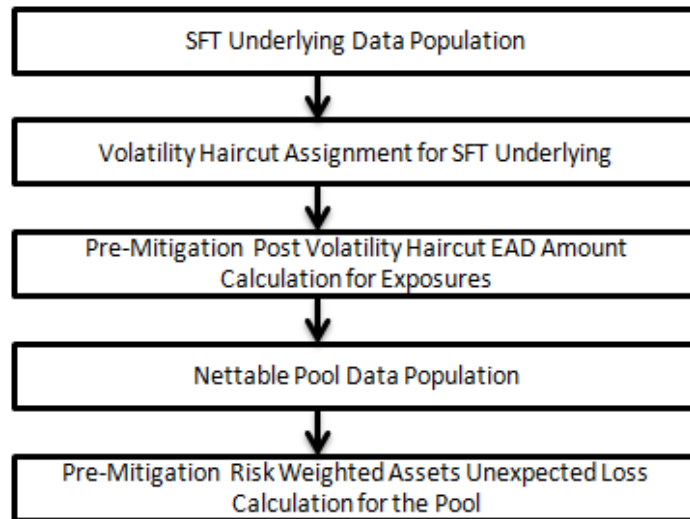 SFT Underlying Data Population
Volatility Haircut Assignment for SFT Underlying
Pre-Mitigation Post Volatility Haircut EAD Amount
Calculation for Exposures
Nettable Pool Data Population
Pre-Mitigation Risk Weighted Assets Unexpected Loss
Calculation for the Pool